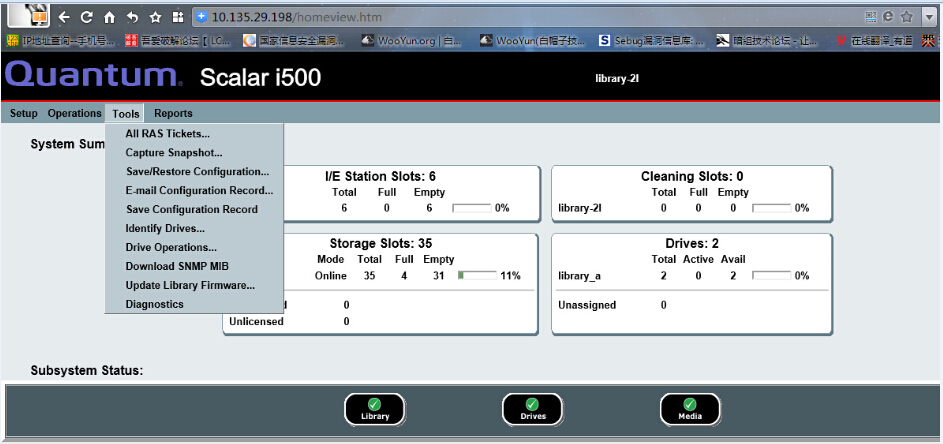 10.135.29.198/homeview.htm
IP地址查询--手机号... 吾爱破解论坛【LC... 国家信息安全漏洞... WooYun.org | 白... WooYun(白帽子技... Sebug漏洞信息库:... 暗组技术论坛 - 让... 在线翻译_有道
Quantum. Scalar i500 library-2l
Setup Operations Tools Reports
System Sum
All RAS Tickets...
Capture Snapshot...
Save/Restore Configuration...
E-mail Configuration Record...
Save Configuration Record
Identify Drives...
Drive Operations...
Download SNMP MIB
Update Library Firmware...
Diagnostics
I/E Station Slots: 6
Total Full Empty
6 0 6 0%
Cleaning Slots: 0
Total Full Empty
library-2l 0 0 0 0%
Storage Slots: 35
Mode Total Full Empty
Online 35 4 31 11%
0
Unlicensed 0
Drives: 2
Total Active Avail
library_a 2 0 2 0%
Unassigned 0
Subsystem Status:
Library Drives Media